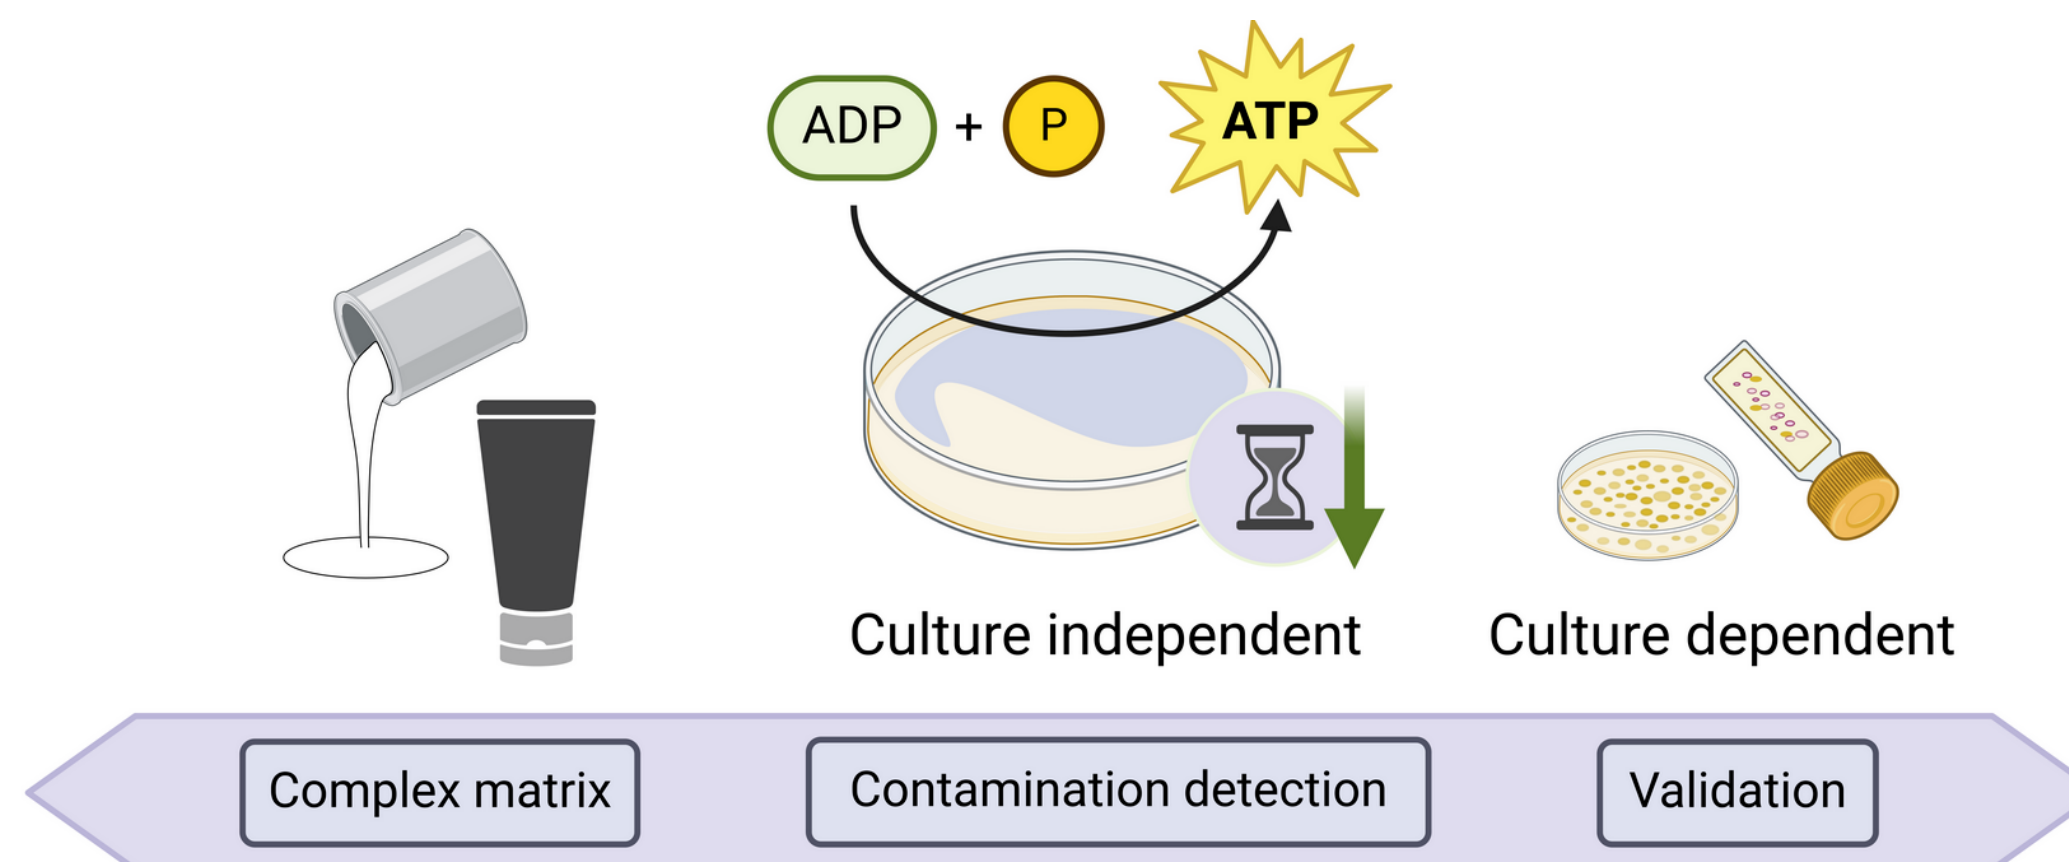 ADP + P ATP
Culture independent
Culture dependent
Complex matrix
Contamination detection
Validation